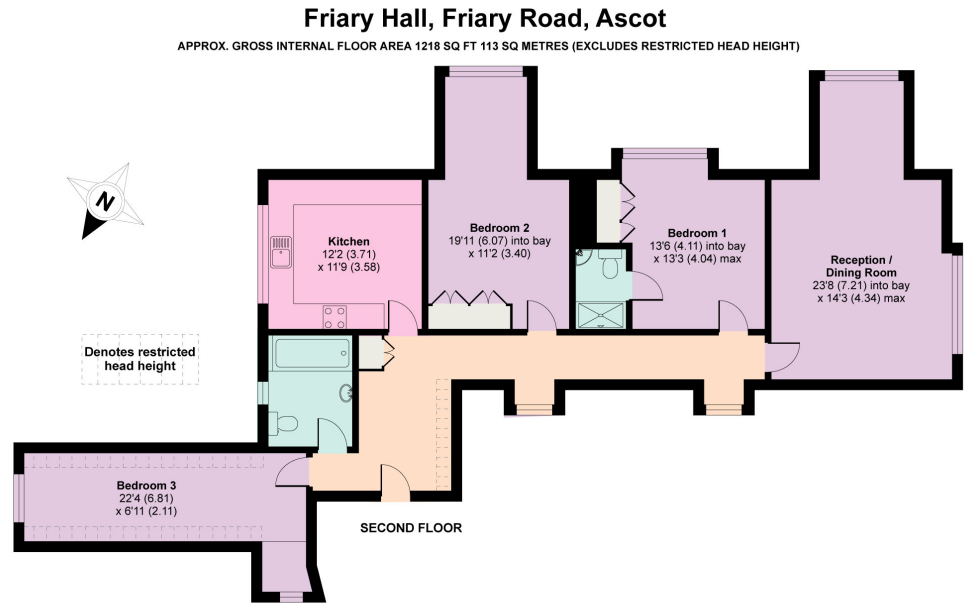 Friary Hall, Friary Road, Ascot
APPROX. GROSS INTERNAL FLOOR AREA 1218 SQ FT 113 SQ METRES (EXCLUDES RESTRICTED HEAD HEIGHT)
N
Kitchen
12'2 (3.71)
x 11'9 (3.58)
Bedroom 2
19'11 (6.07) into bay
x 11'2 (3.40)
Bedroom 1
13'6 (4.11) into bay
x 13'3 (4.04) max
Reception /
Dining Room
23'8 (7.21) into bay
x 14'3 (4.34) max
Denotes restricted
head height
Bedroom 3
22'4 (6.81)
x 6'11 (2.11)
SECOND FLOOR